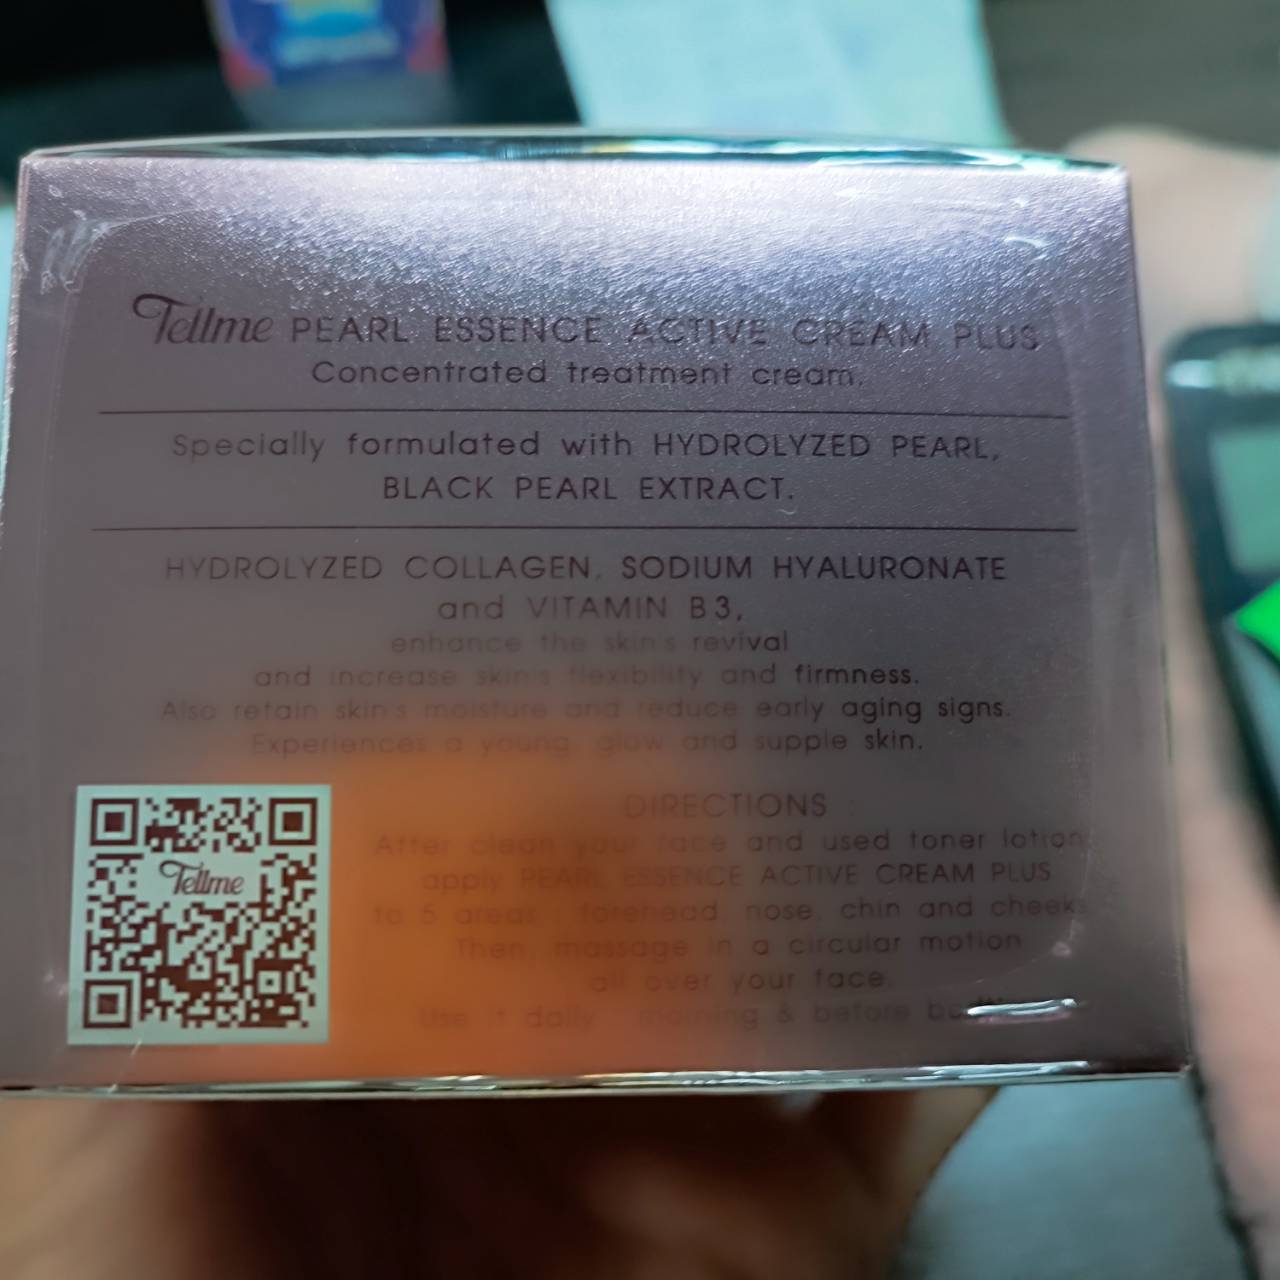 Tellme PEARL ESSENCE ACTIVE CREAM PLUS
Concentrated treatment cream.
Specially formulated with HYDROLYZED PEARL,
BLACK PEARL EXTRACT.
HYDROLYZED COLLAGEN, SODIUM HYALURONATE
and VITAMIN B3,
enhance the skin's revival
and increase skin's flexibility and firmness.
Also retain skin's moisture and reduce early aging signs.
Experiences a young, glow and supple skin.
Tellme
DIRECTIONS :
After clean your face and used toner lotion,
apply PEARL ESSENCE ACTIVE CREAM PLUS
to 5 areas : forehead, nose, chin and cheeks
Then, massage in a circular motion
all over your face.
Use it daily : morning & before